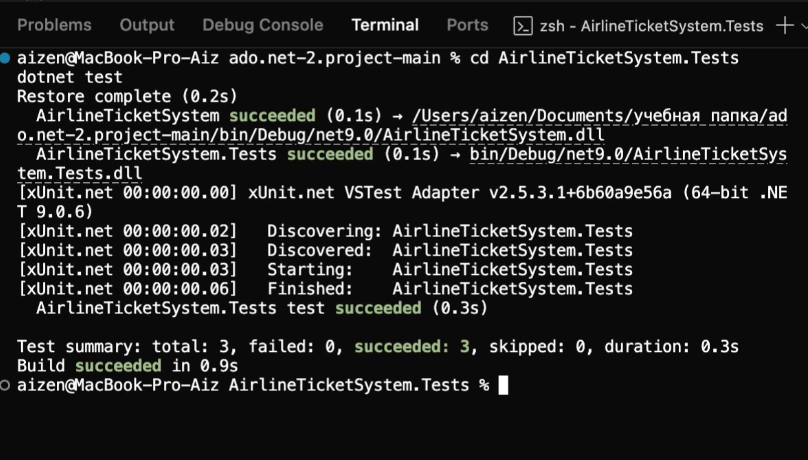 Problems Output Debug Console Terminal Ports zsh - AirlineTicketSystem.Tests
aizen@MacBook-Pro-Aiz ado.net-2.project-main % cd AirlineTicketSystem.Tests
dotnet test
Restore complete (0.2s)
AirlineTicketSystem succeeded (0.1s) → /Users/aizen/Documents/учебная папка/ad
o.net-2.project-main/bin/Debug/net9.0/AirlineTicketSystem.dll
AirlineTicketSystem.Tests succeeded (0.1s) → bin/Debug/net9.0/AirlineTicketSys
tem.Tests.dll
[xUnit.net 00:00:00.00] xUnit.net VSTest Adapter v2.5.3.1+6b60a9e56a (64-bit .NE
T 9.0.6)
[xUnit.net 00:00:00.02] Discovering: AirlineTicketSystem.Tests
[xUnit.net 00:00:00.03] Discovered: AirlineTicketSystem.Tests
[xUnit.net 00:00:00.03] Starting: AirlineTicketSystem.Tests
[xUnit.net 00:00:00.06] Finished: AirlineTicketSystem.Tests
AirlineTicketSystem.Tests test succeeded (0.3s)
Test summary: total: 3, failed: 0, succeeded: 3, skipped: 0, duration: 0.3s
Build succeeded in 0.9s
aizen@MacBook-Pro-Aiz AirlineTicketSystem.Tests %